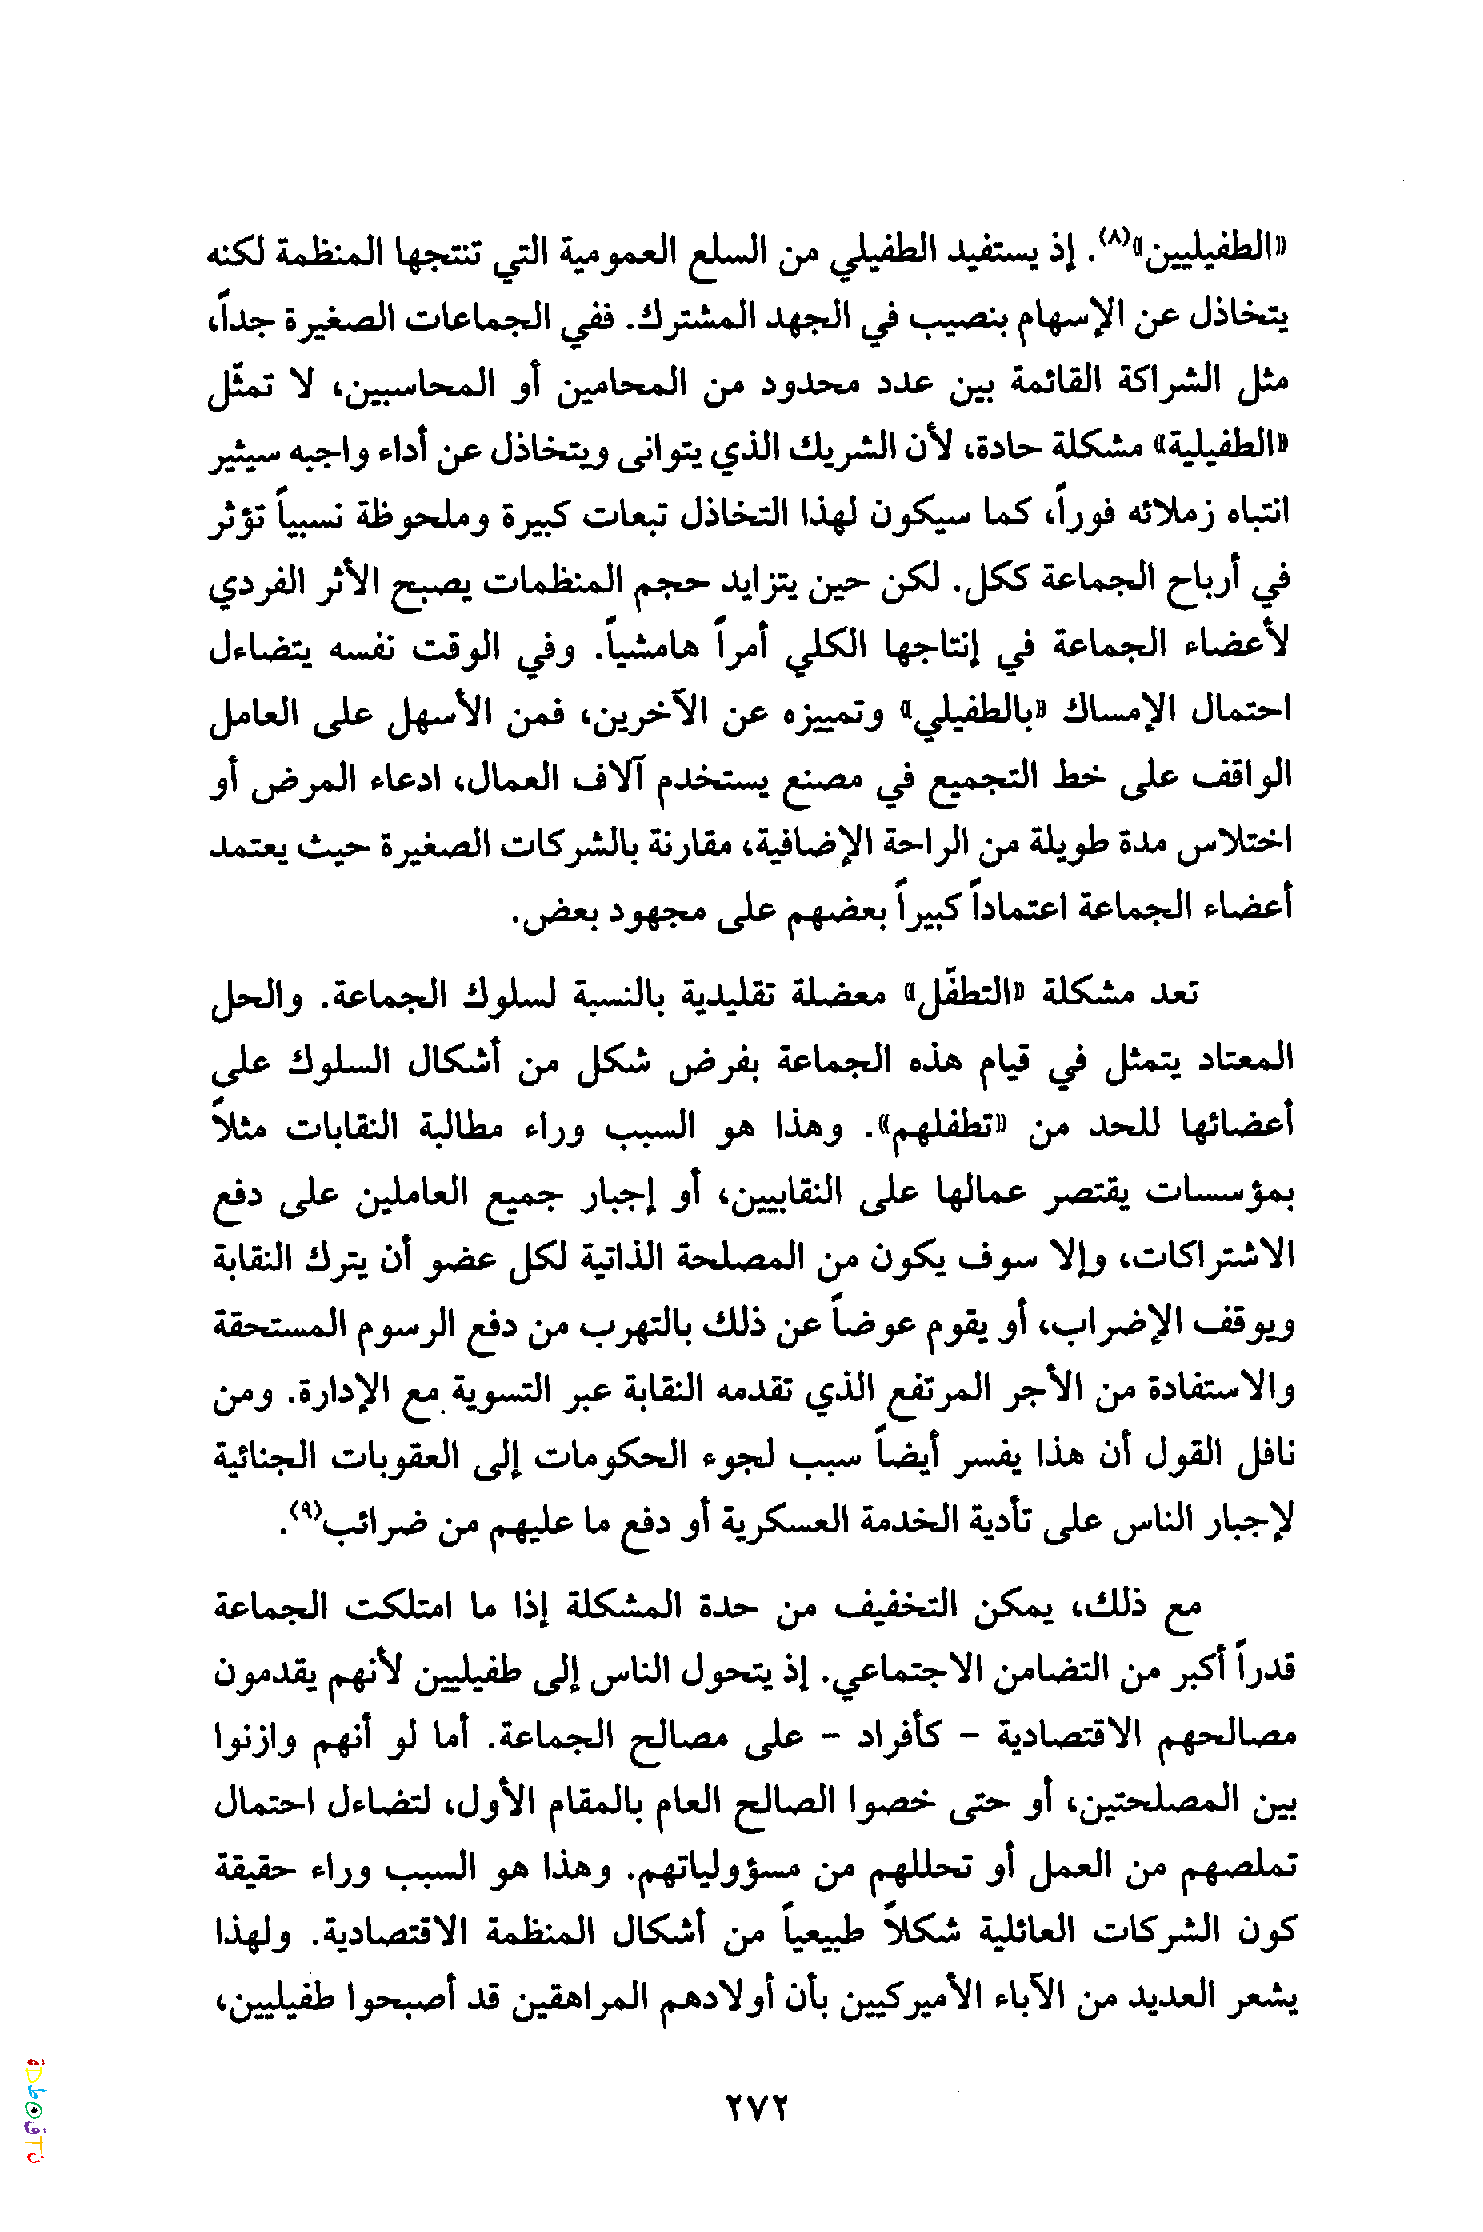 «الطفيليين»(٨). إذ يستفيد الطفيلي من السلع العمومية التي تنتجها المنظمة لكنه
يتخاذل عن الإسهام بنصيب في الجهد المشترك. ففي الجماعات الصغيرة جداً،
مثل الشراكة القائمة بين عدد محدود من المحامين أو المحاسبين، لا تمثّل
«الطفيلية» مشكلة حادة، لأن الشريك الذي يتوانى ويتخاذل عن أداء واجبه سيثير
انتباه زملائه فوراً، كما سيكون لهذا التخاذل تبعات كبيرة وملحوظة نسبياً تؤثر
في أرباح الجماعة ككل. لكن حين يتزايد حجم المنظمات يصبح الأثر الفردي
لأعضاء الجماعة في إنتاجها الكلي أمراً هامشياً. وفي الوقت نفسه يتضاءل
احتمال الإمساك «بالطفيلي» وتمييزه عن الآخرين، فمن الأسهل على العامل
الواقف على خط التجميع في مصنع يستخدم آلاف العمال، ادعاء المرض أو
اختلاس مدة طويلة من الراحة الإضافية، مقارنة بالشركات الصغيرة حيث يعتمد
أعضاء الجماعة اعتماداً كبيراً بعضهم على مجهود بعض.
تعد مشكلة «التطفّل» معضلة تقليدية بالنسبة لسلوك الجماعة. والحل
المعتاد يتمثل في قيام هذه الجماعة بفرض شكل من أشكال السلوك على
أعضائها للحد من «تطفلهم». وهذا هو السبب وراء مطالبة النقابات مثلاً
بمؤسسات يقتصر عمالها على النقابيين، أو إجبار جميع العاملين على دفع
الاشتراكات، وإلا سوف يكون من المصلحة الذاتية لكل عضو أن يترك النقابة
ويوقف الإضراب، أو يقوم عوضاً عن ذلك بالتهرب من دفع الرسوم المستحقة
والاستفادة من الأجر المرتفع الذي تقدمه النقابة عبر التسوية مع الإدارة. ومن
نافل القول أن هذا يفسر أيضاً سبب لجوء الحكومات إلى العقوبات الجنائية
لإجبار الناس على تأدية الخدمة العسكرية أو دفع ما عليهم من ضرائب(٩).
مع ذلك، يمكن التخفيف من حدة المشكلة إذا ما امتلكت الجماعة
قدراً أكبر من التضامن الاجتماعي. إذ يتحول الناس إلى طفيليين لأنهم يقدمون
مصالحهم الاقتصادية - كأفراد - على مصالح الجماعة. أما لو أنهم وازنوا
بين المصلحتين، أو حتى خصوا الصالح العام بالمقام الأول، لتضاءل احتمال
تملصهم من العمل أو تحللهم من مسؤولياتهم. وهذا هو السبب وراء حقيقة
كون الشركات العائلية شكلاً طبيعياً من أشكال المنظمة الاقتصادية. ولهذا
يشعر العديد من الآباء الأميركيين بأن أولادهم المراهقين قد أصبحوا طفيليين،
٢٧٢